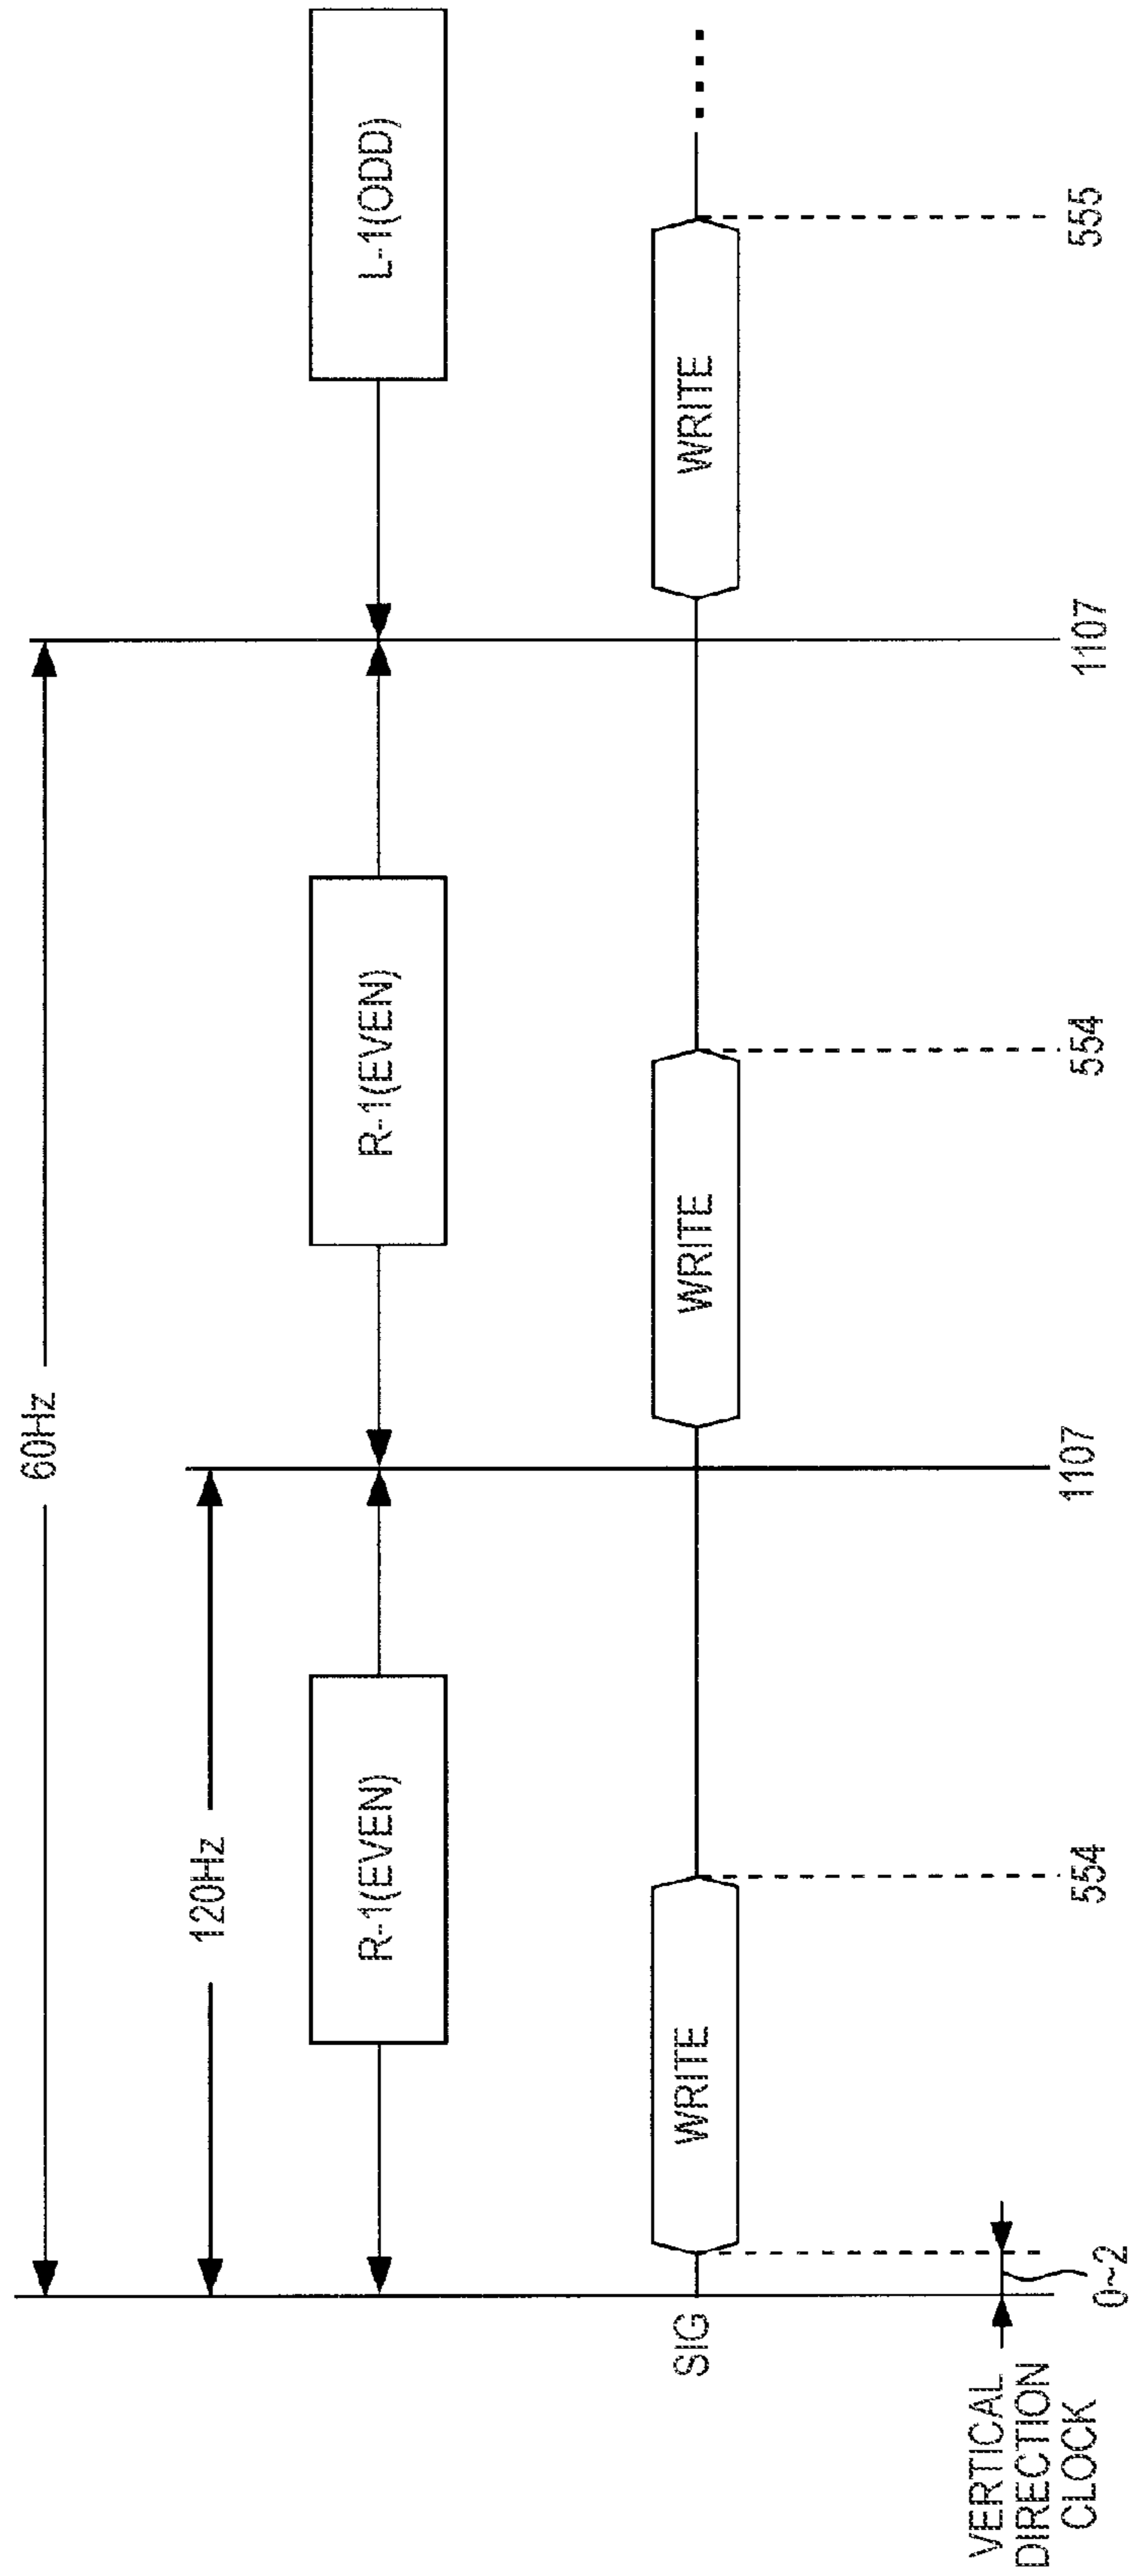 60Hz
120Hz
R-1(EVEN)
R-1(EVEN)
L-1(ODD)
SIG
WRITE
WRITE
WRITE
VERTICAL
DIRECTION
CLOCK
0~2
554
1107
554
1107
555